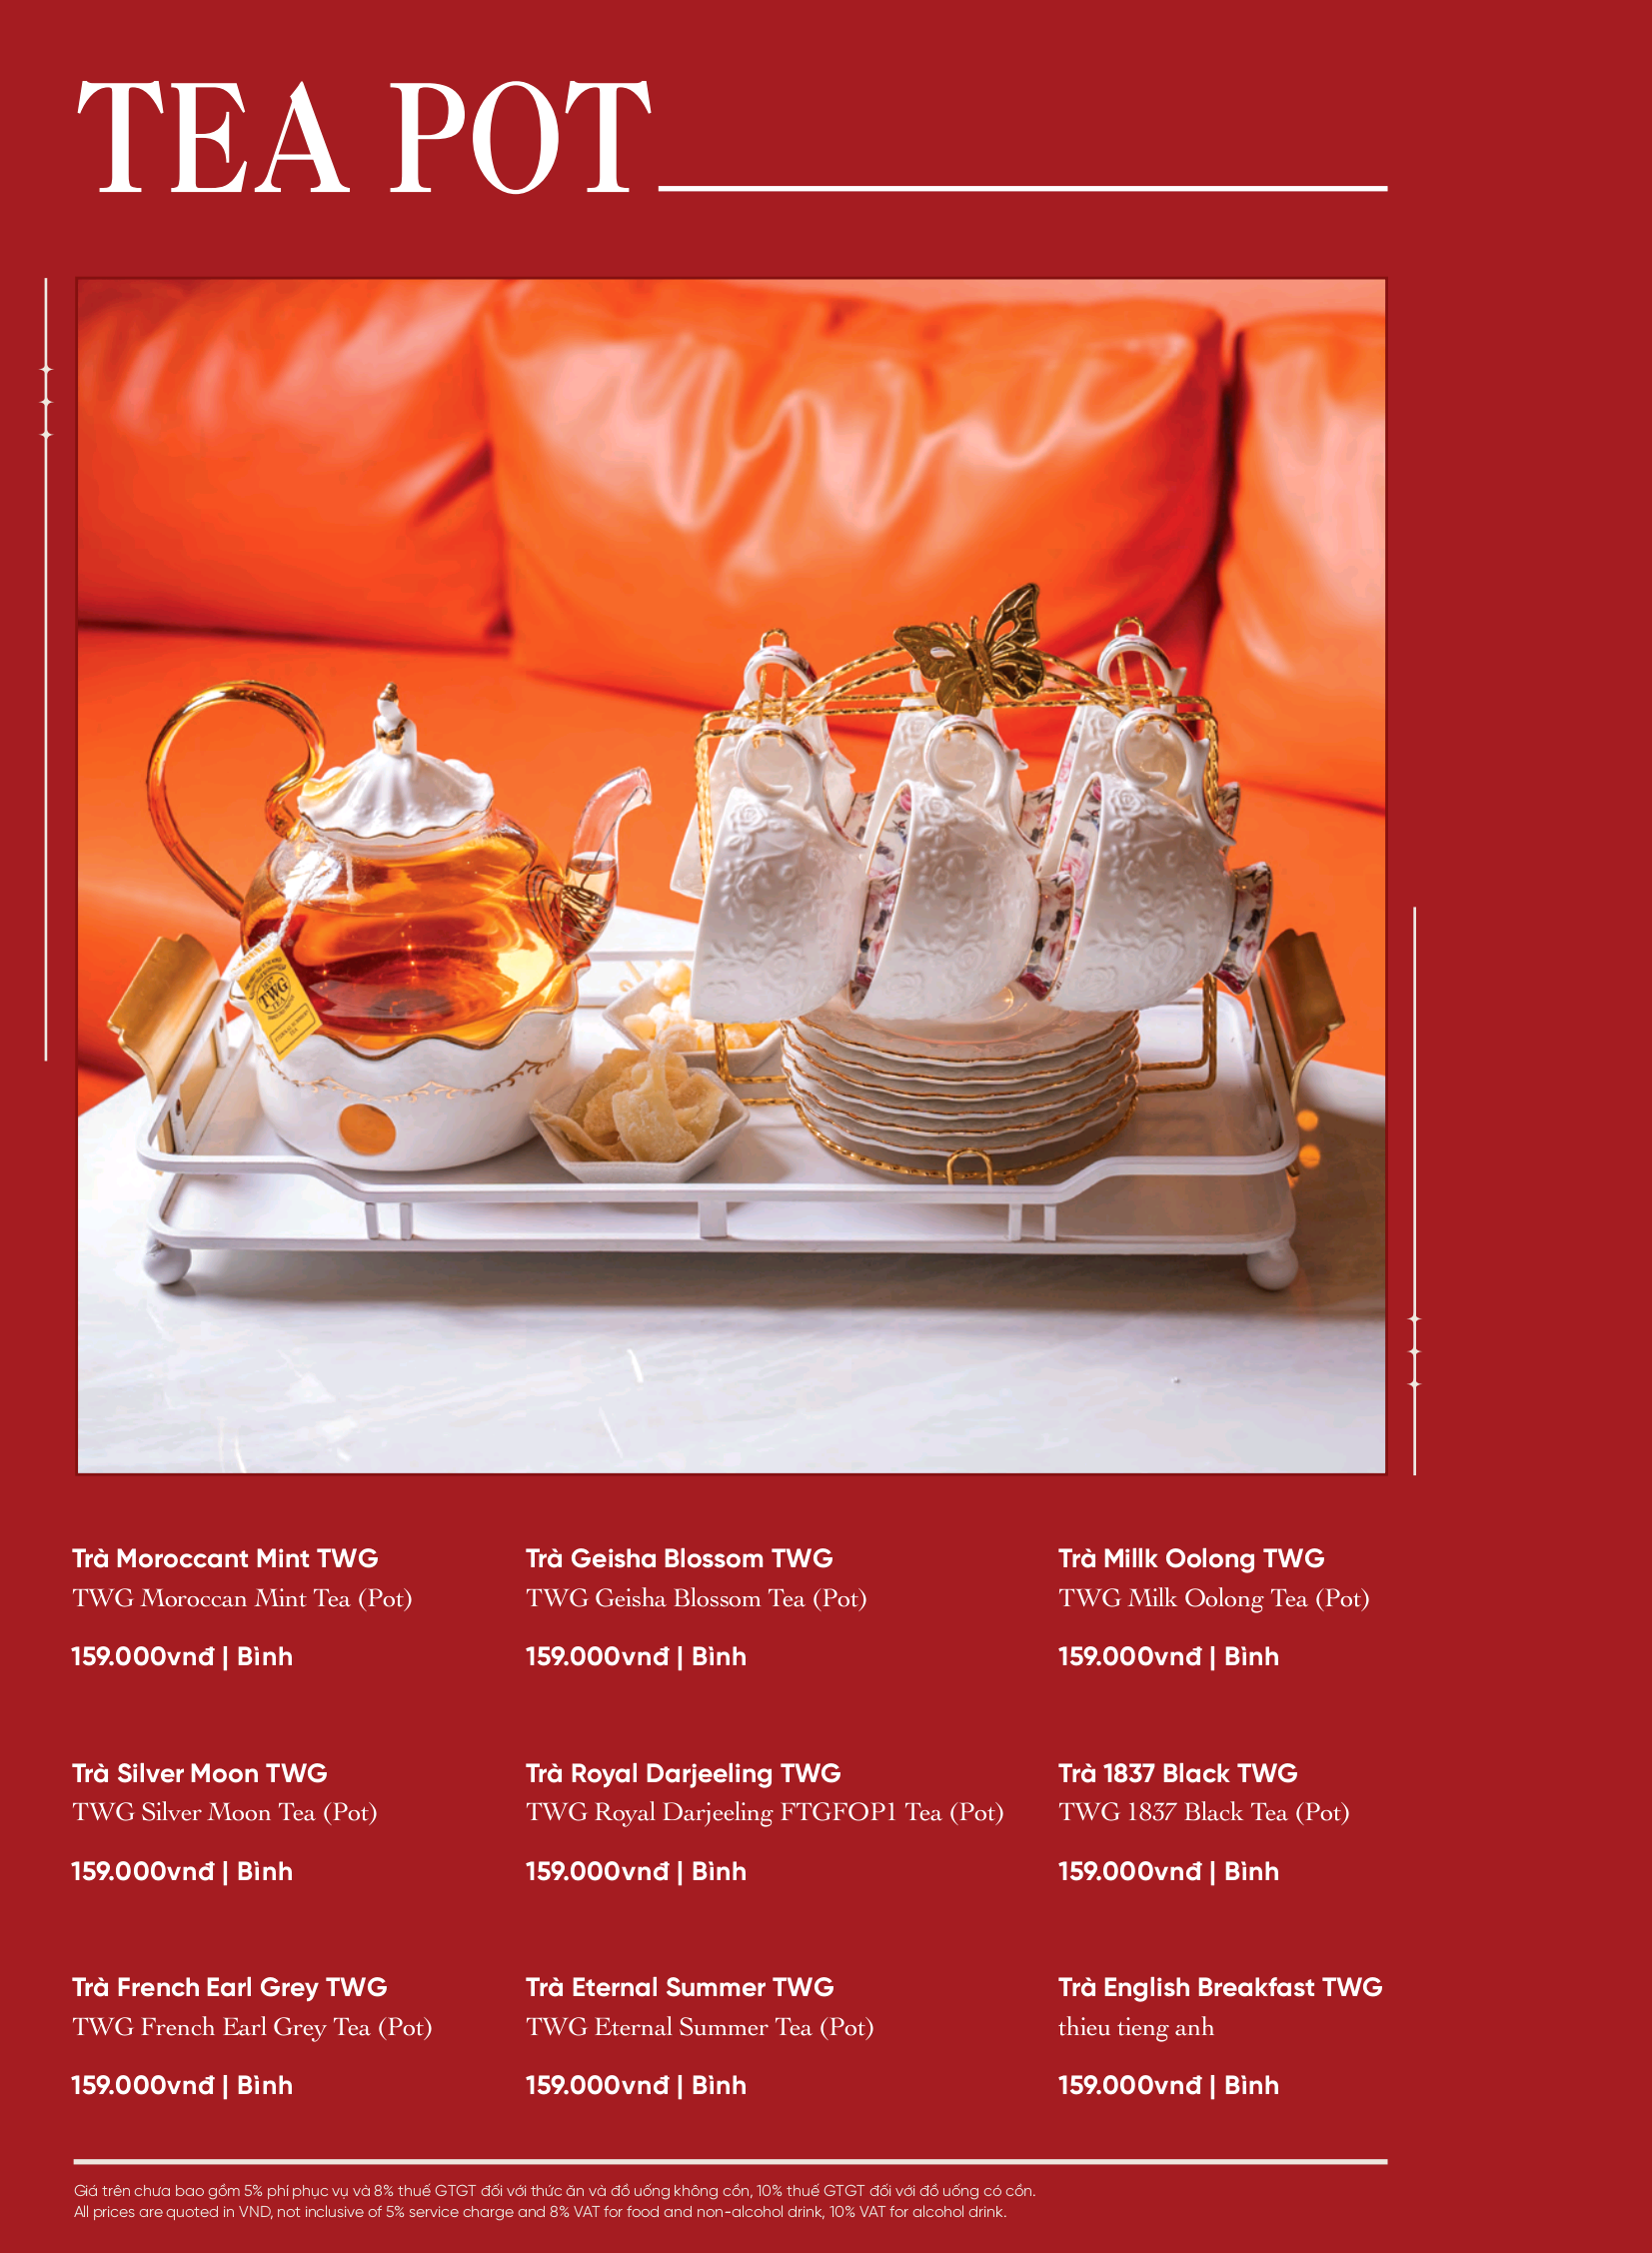 TEA POT
TWG
TEA
Trà Moroccant Mint TWG
TWG Moroccan Mint Tea (Pot)
159.000vnđ | Bình
Trà Geisha Blossom TWG
TWG Geisha Blossom Tea (Pot)
159.000vnđ | Bình
Trà Millk Oolong TWG
TWG Milk Oolong Tea (Pot)
159.000vnđ | Bình
Trà Silver Moon TWG
TWG Silver Moon Tea (Pot)
159.000vnđ | Bình
Trà Royal Darjeeling TWG
TWG Royal Darjeeling FTGFOP1 Tea (Pot)
159.000vnđ | Bình
Trà 1837 Black TWG
TWG 1837 Black Tea (Pot)
159.000vnđ | Bình
Trà French Earl Grey TWG
TWG French Earl Grey Tea (Pot)
159.000vnđ | Bình
Trà Eternal Summer TWG
TWG Eternal Summer Tea (Pot)
159.000vnđ | Bình
Trà English Breakfast TWG
thieu tieng anh
159.000vnđ | Bình
Giá trên chưa bao gồm 5% phí phục vụ và 8% thuế GTGT đối với thức ăn và đồ uống không cồn, 10% thuế GTGT đối với đồ uống có cồn.
All prices are quoted in VND, not inclusive of 5% service charge and 8% VAT for food and non-alcohol drink, 10% VAT for alcohol drink.